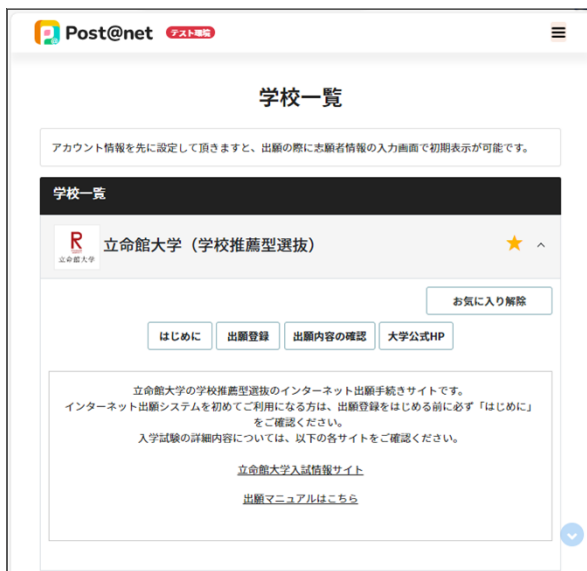 Post@net テスト環境
学校一覧
アカウント情報を先に設定して頂きますと、出願の際に志願者情報の入力画面で初期表示が可能です。
学校一覧
R
立命館大学
立命館大学（学校推薦型選抜）
お気に入り解除
はじめに 出願登録 出願内容の確認 大学公式HP
立命館大学の学校推薦型選抜のインターネット出願手続きサイトです。
インターネット出願システムを初めてご利用になる方は、出願登録をはじめる前に必ず「はじめに」
をご確認ください。
入学試験の詳細内容については、以下の各サイトをご確認ください。
立命館大学入試情報サイト
出願マニュアルはこちら